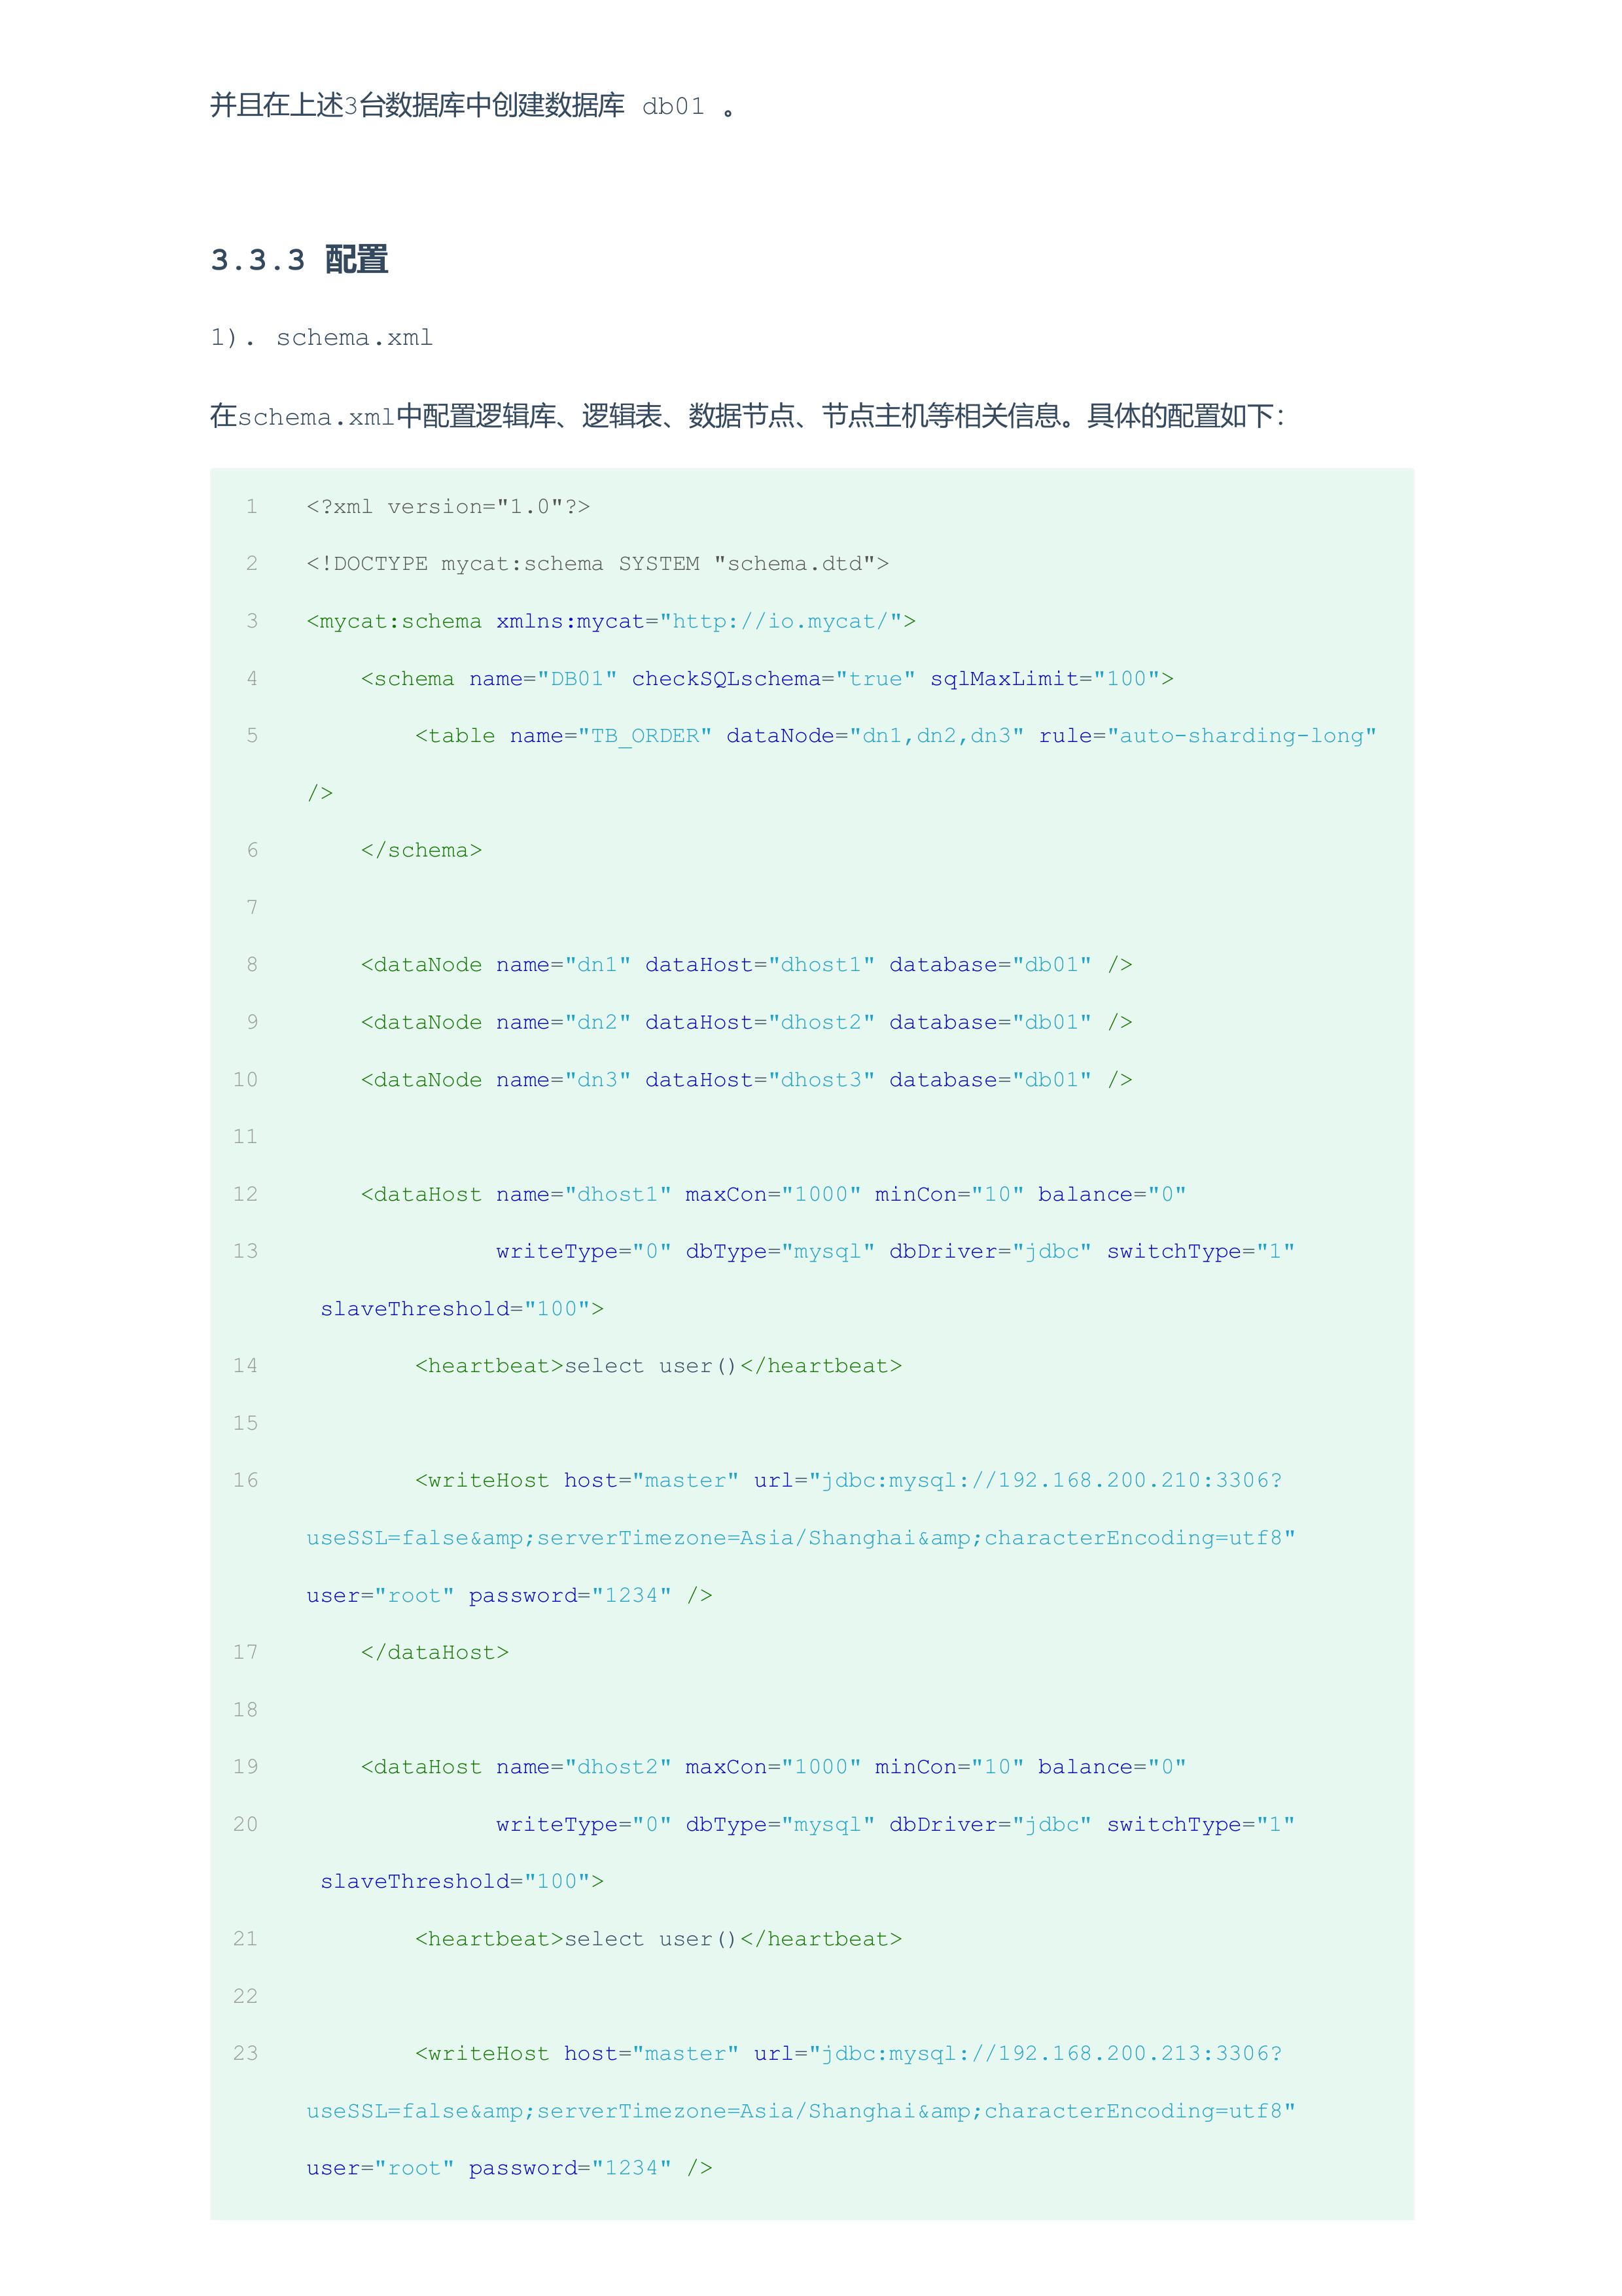 并且在上述3台数据库中创建数据库 db01 。
3.3.3 配置
1). schema.xml
在schema.xml中配置逻辑库、逻辑表、数据节点、节点主机等相关信息。具体的配置如下：
1 <?xml version="1.0"?>
2 <!DOCTYPE mycat:schema SYSTEM "schema.dtd">
3 <mycat:schema xmlns:mycat="http://io.mycat/">
4 <schema name="DB01" checkSQLschema="true" sqlMaxLimit="100">
5 <table name="TB_ORDER" dataNode="dn1,dn2,dn3" rule="auto-sharding-long"
/>
6 </schema>
7
8 <dataNode name="dn1" dataHost="dhost1" database="db01" />
9 <dataNode name="dn2" dataHost="dhost2" database="db01" />
10 <dataNode name="dn3" dataHost="dhost3" database="db01" />
11
12 <dataHost name="dhost1" maxCon="1000" minCon="10" balance="0"
13 writeType="0" dbType="mysql" dbDriver="jdbc" switchType="1"
slaveThreshold="100">
14 <heartbeat>select user()</heartbeat>
15
16 <writeHost host="master" url="jdbc:mysql://192.168.200.210:3306?
useSSL=false&amp;serverTimezone=Asia/Shanghai&amp;characterEncoding=utf8"
user="root" password="1234" />
17 </dataHost>
18
19 <dataHost name="dhost2" maxCon="1000" minCon="10" balance="0"
20 writeType="0" dbType="mysql" dbDriver="jdbc" switchType="1"
slaveThreshold="100">
21 <heartbeat>select user()</heartbeat>
22
23 <writeHost host="master" url="jdbc:mysql://192.168.200.213:3306?
useSSL=false&amp;serverTimezone=Asia/Shanghai&amp;characterEncoding=utf8"
user="root" password="1234" />